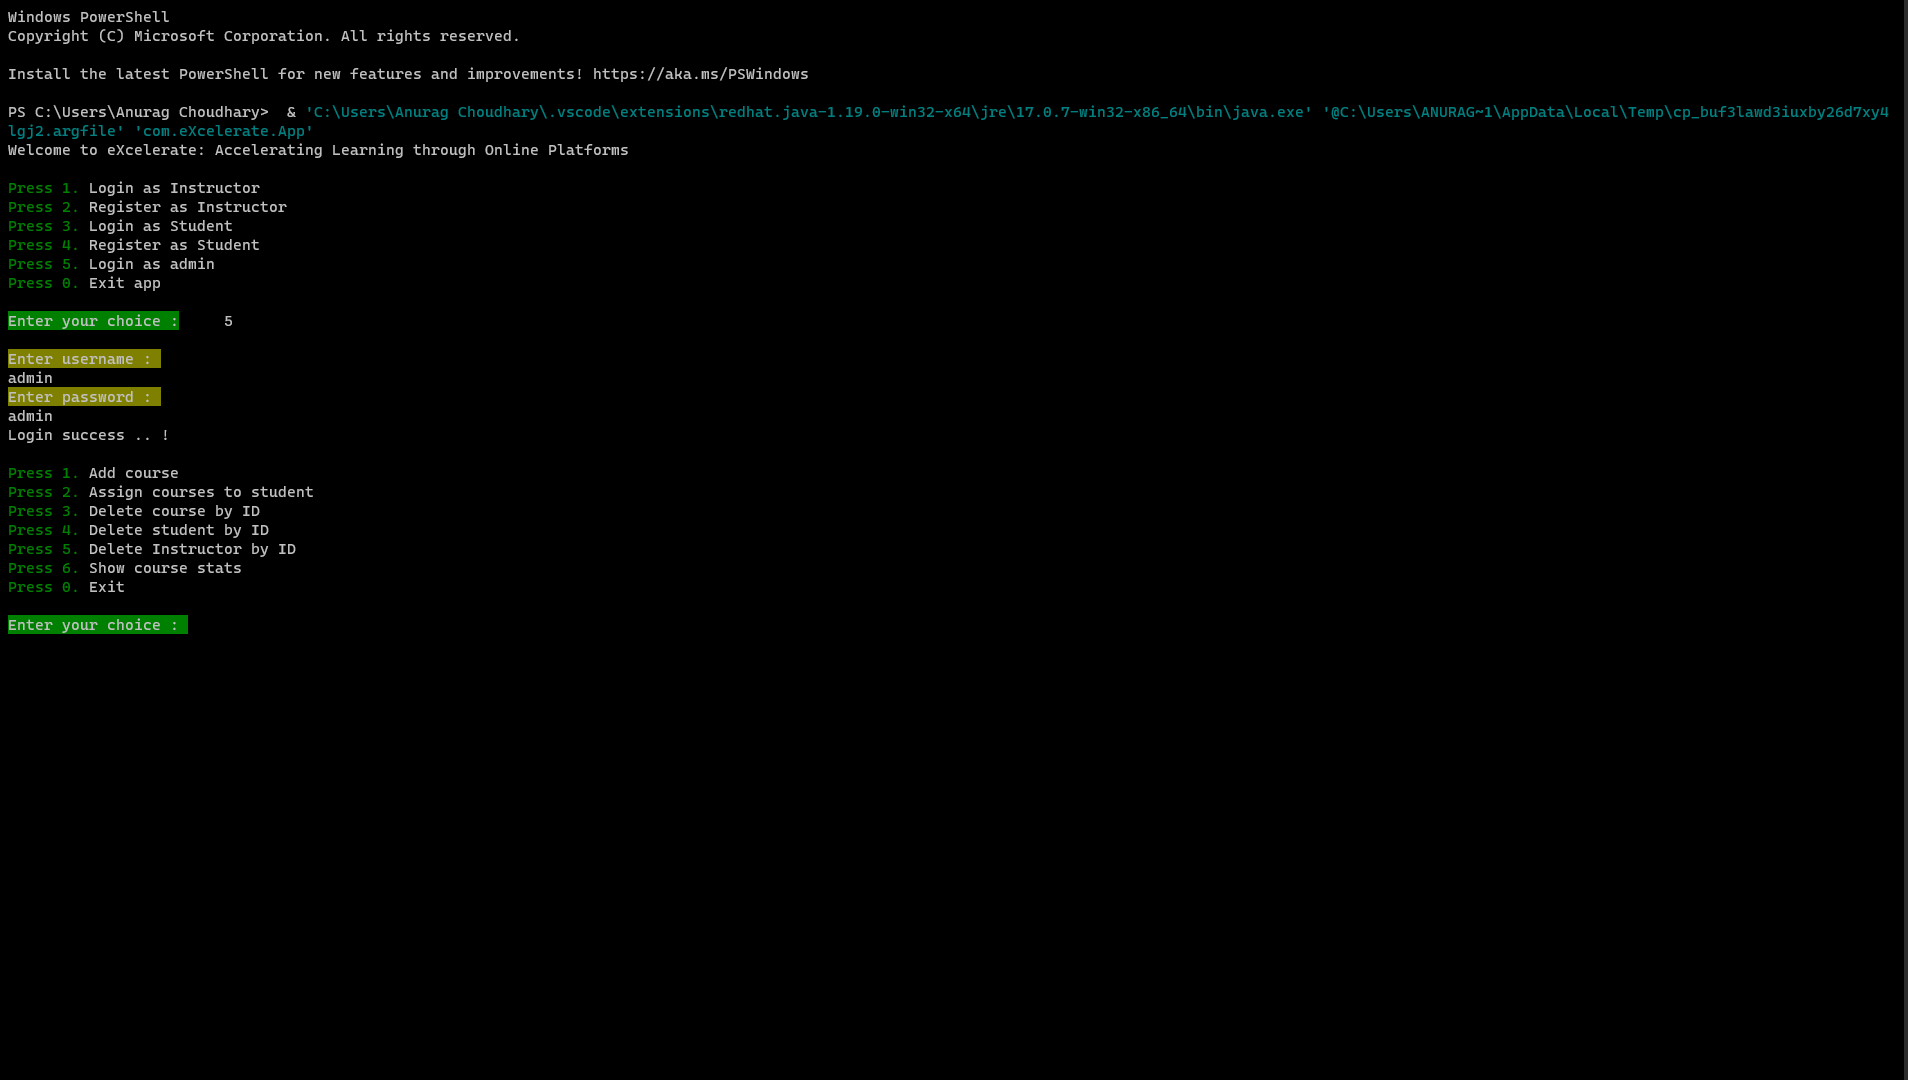 Windows PowerShell
Copyright (C) Microsoft Corporation. All rights reserved.
Install the latest PowerShell for new features and improvements! https://aka.ms/PSWindows
PS C:\Users\Anurag Choudhary>  & 'C:\Users\Anurag Choudhary\.vscode\extensions\redhat.java-1.19.0-win32-x64\jre\17.0.7-win32-x86_64\bin\java.exe' '@C:\Users\ANURAG~1\AppData\Local\Temp\cp_buf3lawd3iuxby26d7xy4
lgj2.argfile' 'com.eXcelerate.App'
Welcome to eXcelerate: Accelerating Learning through Online Platforms
Press 1. Login as Instructor
Press 2. Register as Instructor
Press 3. Login as Student
Press 4. Register as Student
Press 5. Login as admin
Press 0. Exit app
Enter your choice :     5
Enter username :
admin
Enter password :
admin
Login success .. !
Press 1. Add course
Press 2. Assign courses to student
Press 3. Delete course by ID
Press 4. Delete student by ID
Press 5. Delete Instructor by ID
Press 6. Show course stats
Press 0. Exit
Enter your choice :